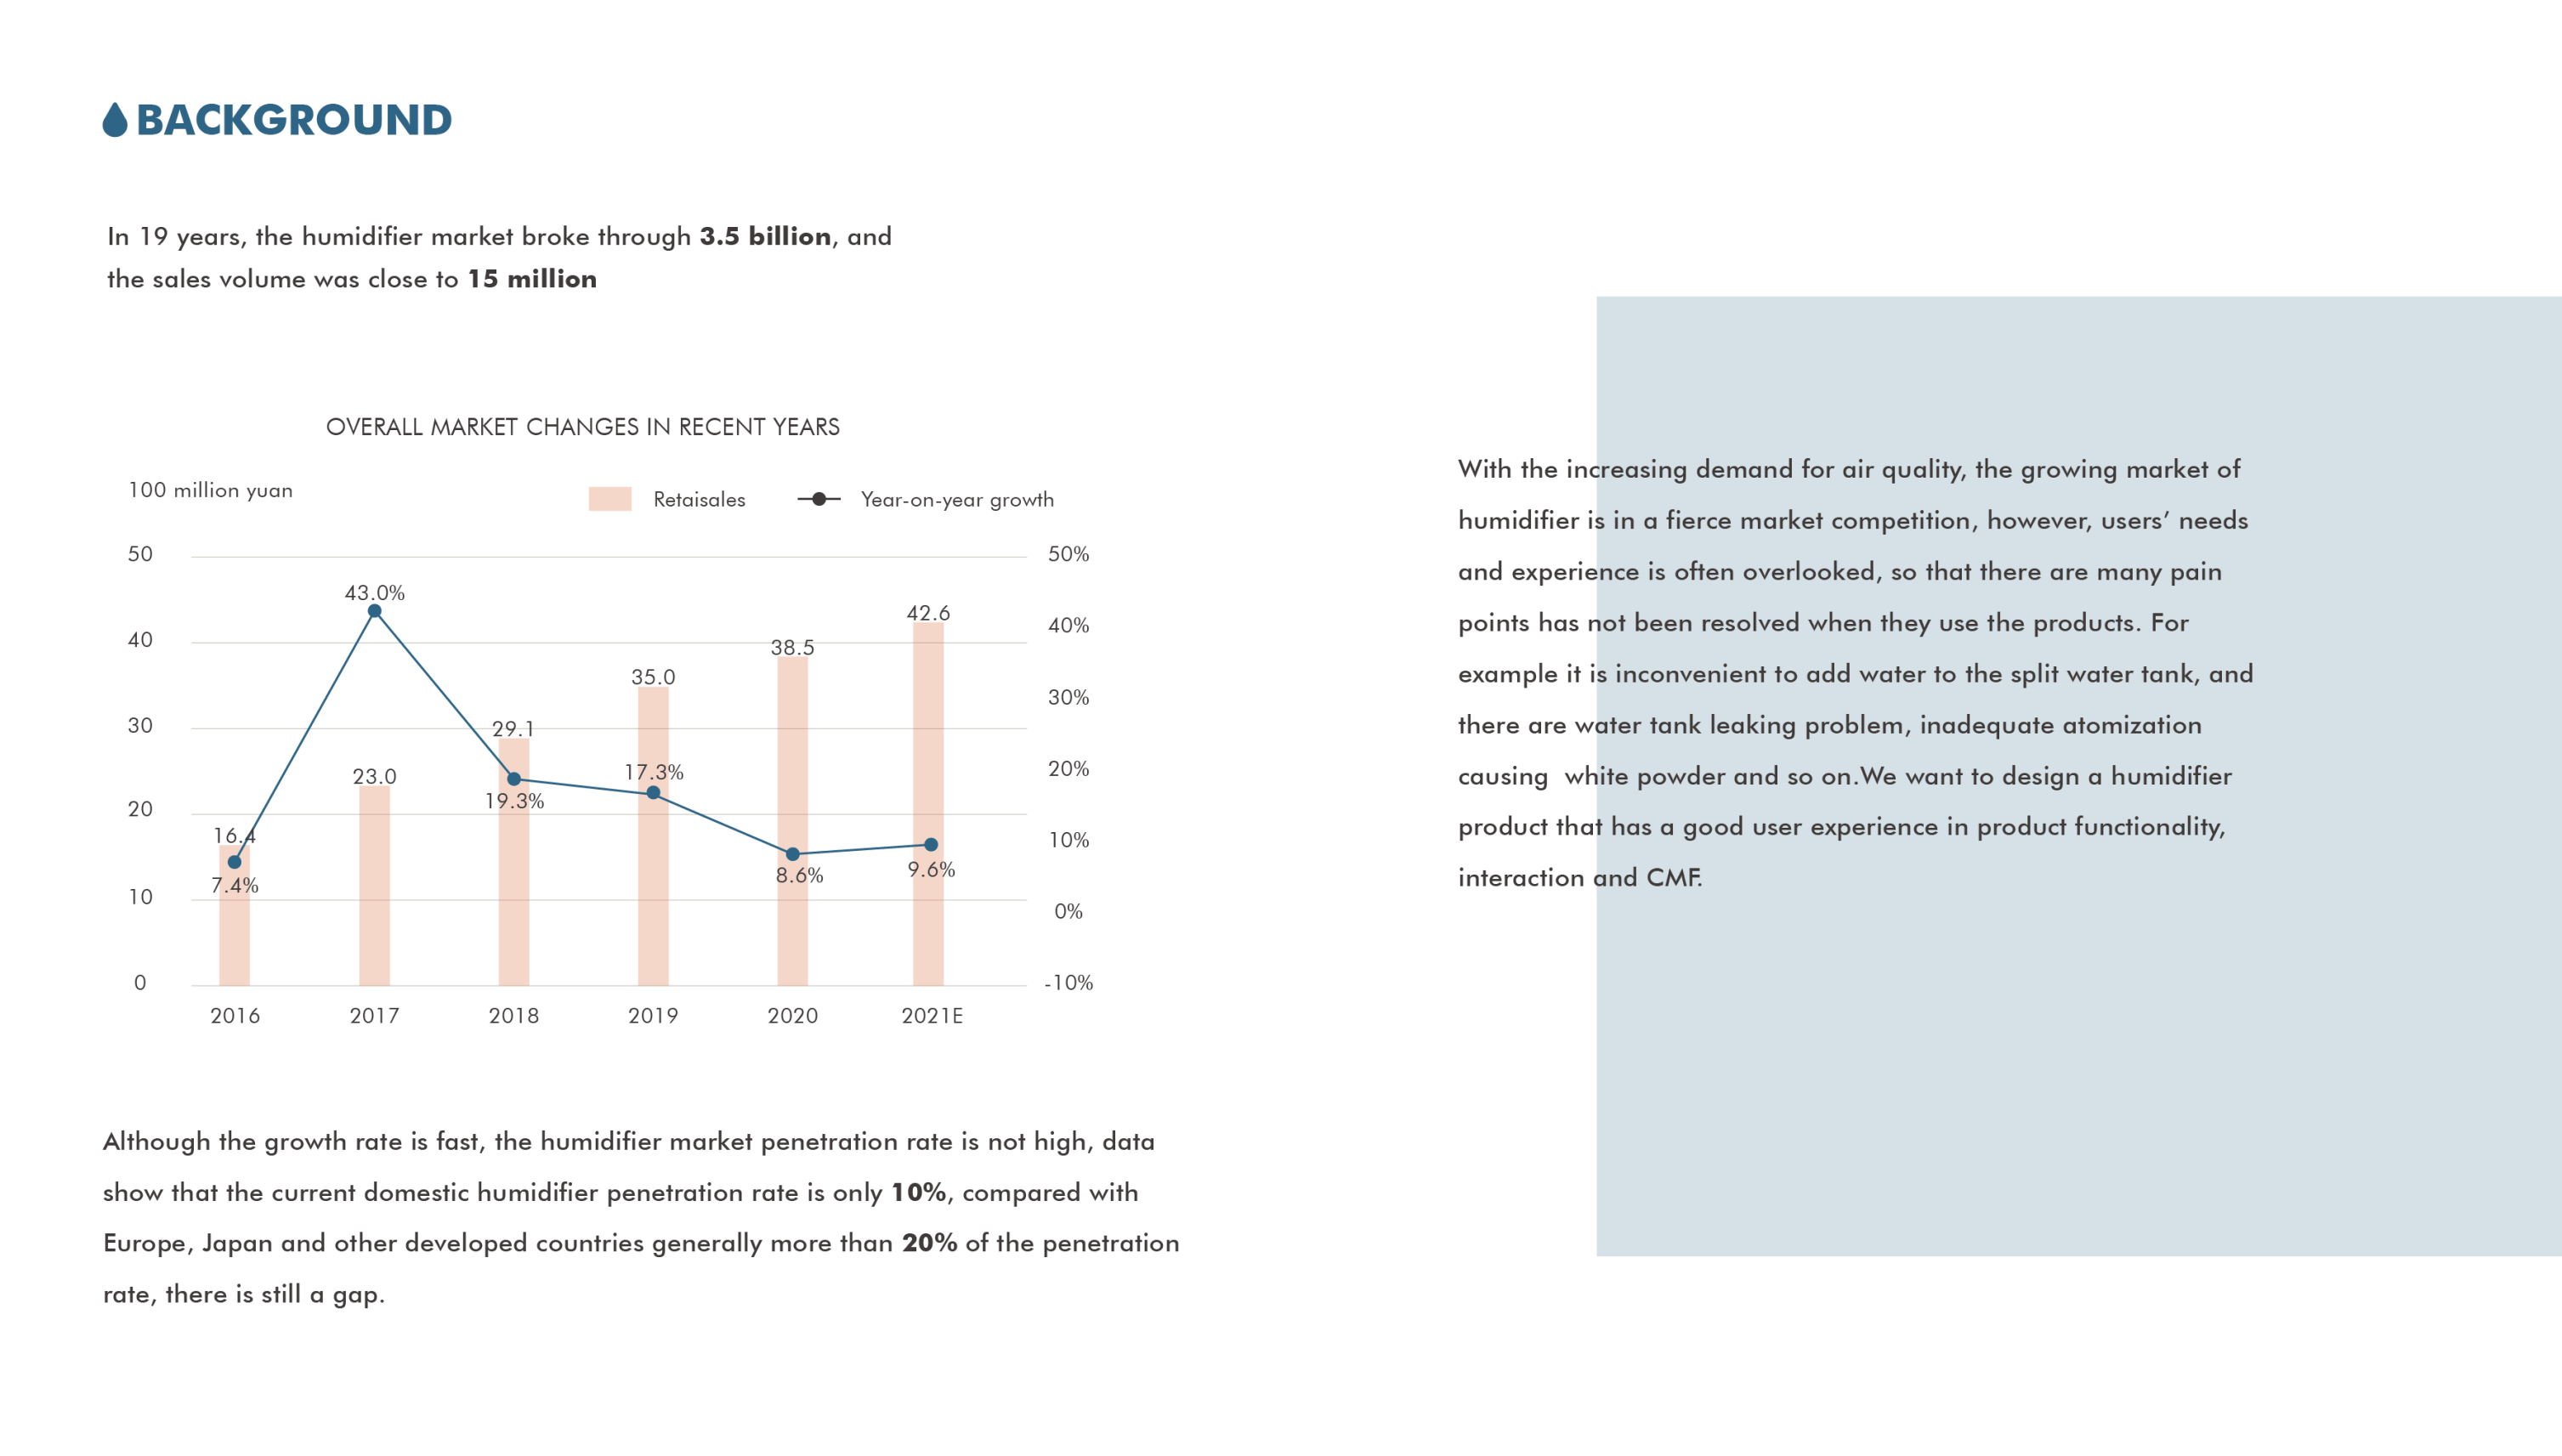 BACKGROUND
In 19 years, the humidifier market broke through 3.5 billion, and
the sales volume was close to 15 million
OVERALL MARKET CHANGES IN RECENT YEARS
100 million yuan
Retaisales
Year-on-year growth
50
40
30
20
10
0
50%
40%
30%
20%
10%
0%
-10%
16.4
23.0
29.1
35.0
38.5
42.6
7.4%
43.0%
19.3%
17.3%
8.6%
9.6%
2016
2017
2018
2019
2020
2021E
Although the growth rate is fast, the humidifier market penetration rate is not high, data
show that the current domestic humidifier penetration rate is only 10%, compared with
Europe, Japan and other developed countries generally more than 20% of the penetration
rate, there is still a gap.
With the increasing demand for air quality, the growing market of
humidifier is in a fierce market competition, however, users’ needs
and experience is often overlooked, so that there are many pain
points has not been resolved when they use the products. For
example it is inconvenient to add water to the split water tank, and
there are water tank leaking problem, inadequate atomization
causing  white powder and so on.We want to design a humidifier
product that has a good user experience in product functionality,
interaction and CMF.